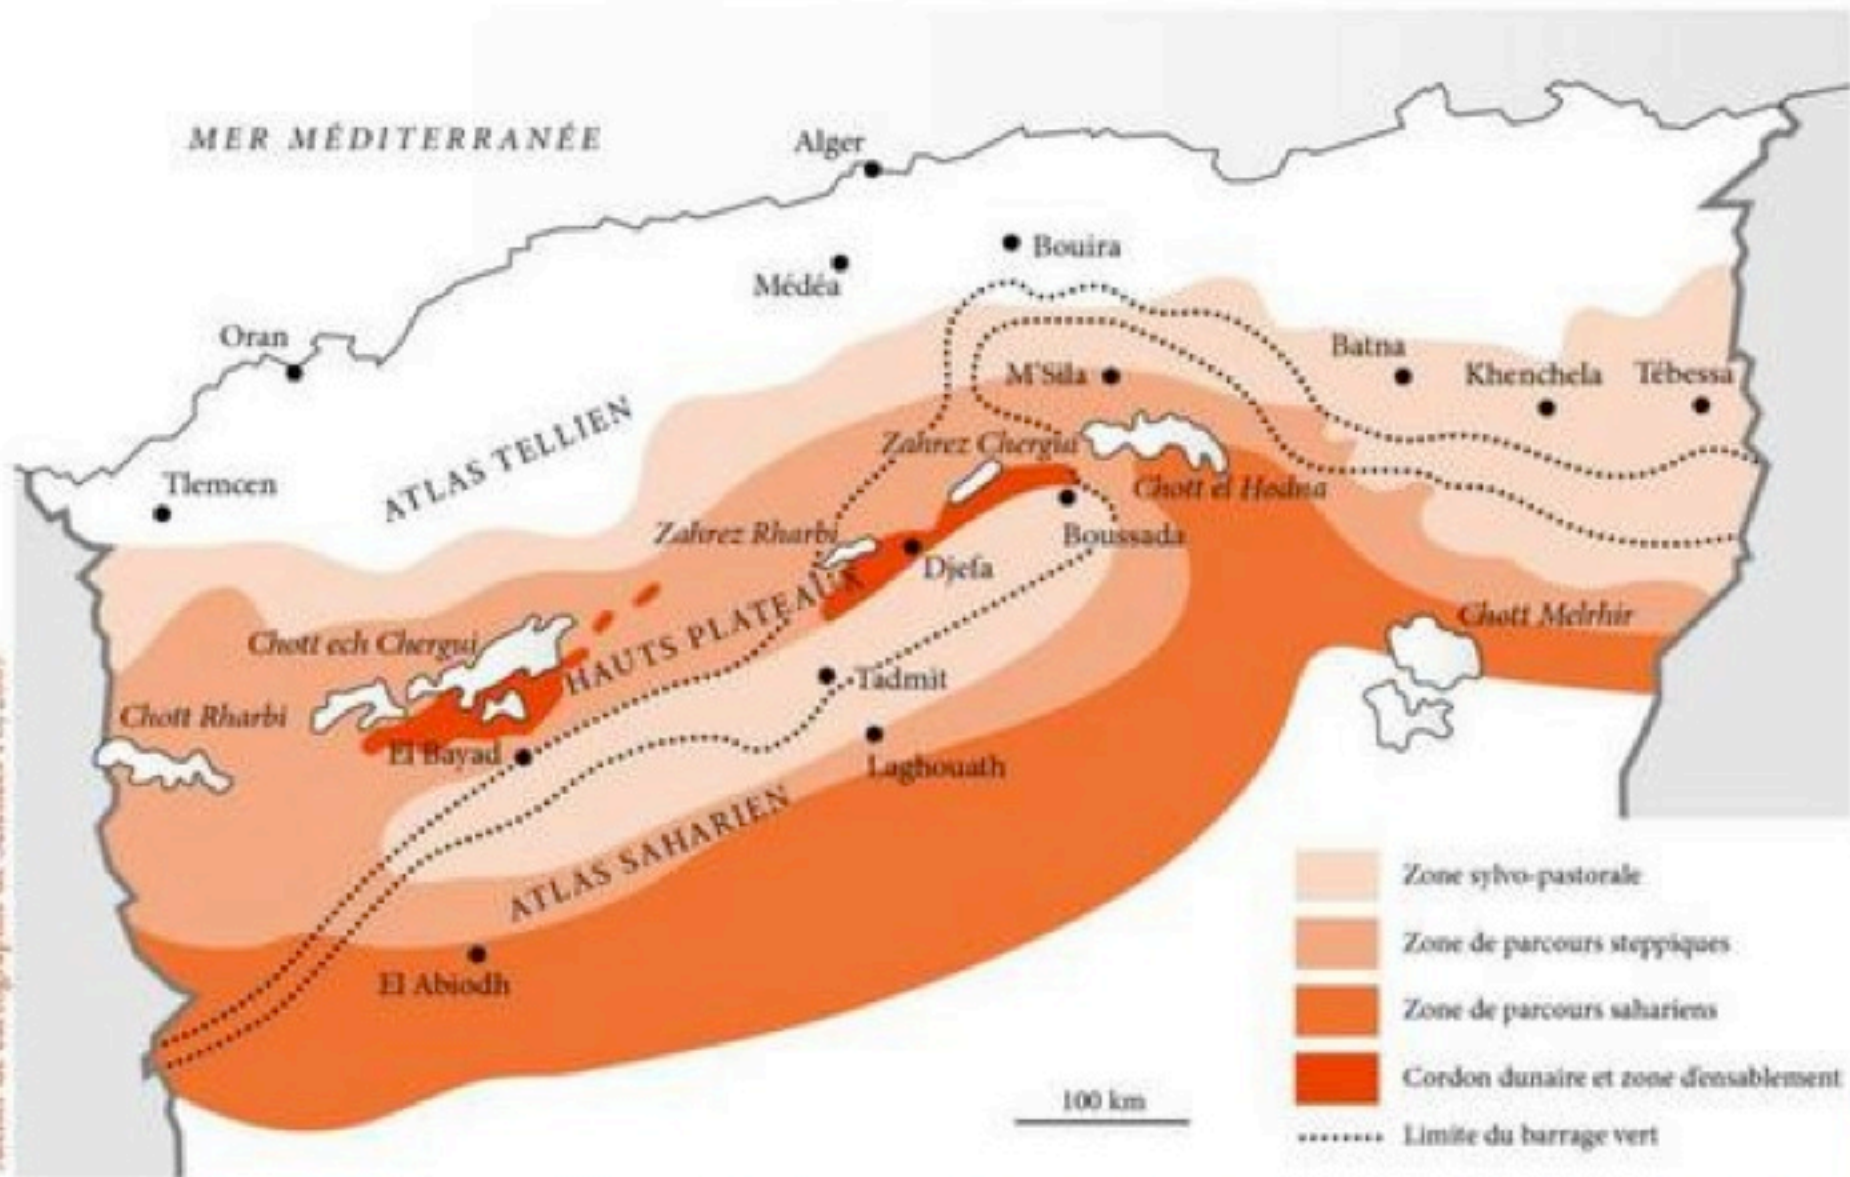 MER MÉDITERRANÉE
Alger
Bouira
Médéa
Oran
Batna
M'Sila
Khenchela
Tébessa
ATLAS TELLIEN
Zahrez Chergui
Tlemcen
Chott el Hodna
Zahrez Rharbi
Boussada
Djefa
HAUTS PLATEAUX
Chott Melrhir
Chott ech Chergui
Tadmit
Chott Rharbi
El Bayad
Laghouath
ATLAS SAHARIEN
El Abiodh
Zone sylvo-pastorale
Zone de parcours steppiques
Zone de parcours sahariens
Cordon dunaire et zone d'ensablement
100 km
Limite du barrage vert